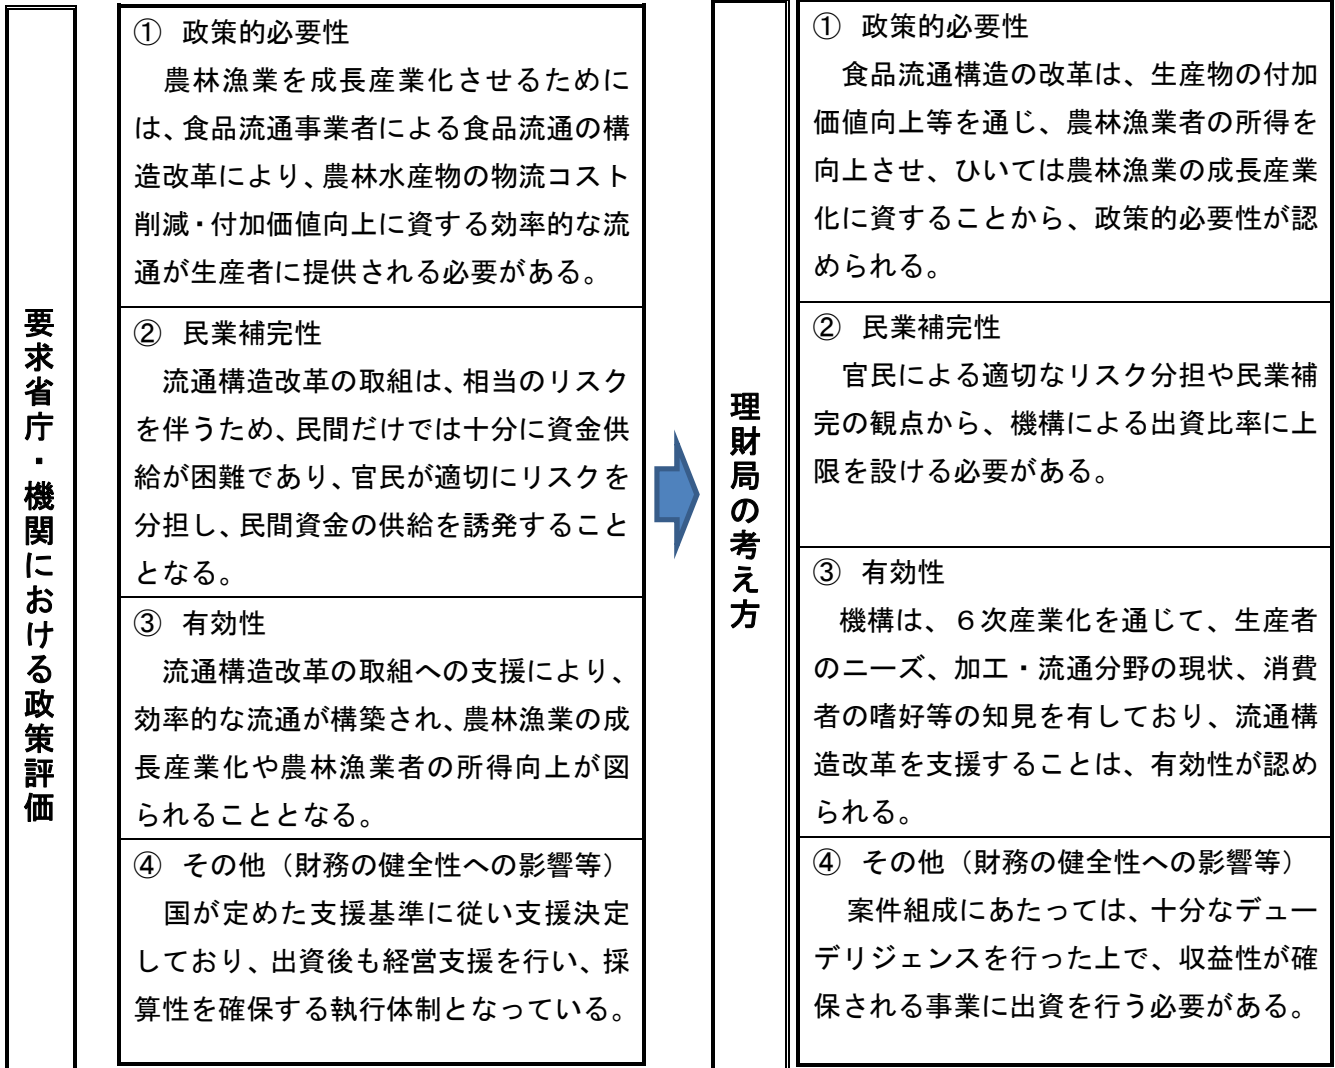 要求省庁・機関における政策評価
① 政策的必要性
農林漁業を成長産業化させるために
は、食品流通事業者による食品流通の構
造改革により、農林水産物の物流コスト
削減・付加価値向上に資する効率的な流
通が生産者に提供される必要がある。
② 民業補完性
流通構造改革の取組は、相当のリスク
を伴うため、民間だけでは十分に資金供
給が困難であり、官民が適切にリスクを
分担し、民間資金の供給を誘発すること
となる。
③ 有効性
流通構造改革の取組への支援により、
効率的な流通が構築され、農林漁業の成
長産業化や農林漁業者の所得向上が図
られることとなる。
④ その他（財務の健全性への影響等）
国が定めた支援基準に従い支援決定
しており、出資後も経営支援を行い、採
算性を確保する執行体制となっている。
理財局の考え方
① 政策的必要性
食品流通構造の改革は、生産物の付加
価値向上等を通じ、農林漁業者の所得を
向上させ、ひいては農林漁業の成長産業
化に資することから、政策的必要性が認
められる。
② 民業補完性
官民による適切なリスク分担や民業補
完の観点から、機構による出資比率に上
限を設ける必要がある。
③ 有効性
機構は、６次産業化を通じて、生産者
のニーズ、加工・流通分野の現状、消費
者の嗜好等の知見を有しており、流通構
造改革を支援することは、有効性が認め
られる。
④ その他（財務の健全性への影響等）
案件組成にあたっては、十分なデュー
デリジェンスを行った上で、収益性が確
保される事業に出資を行う必要がある。